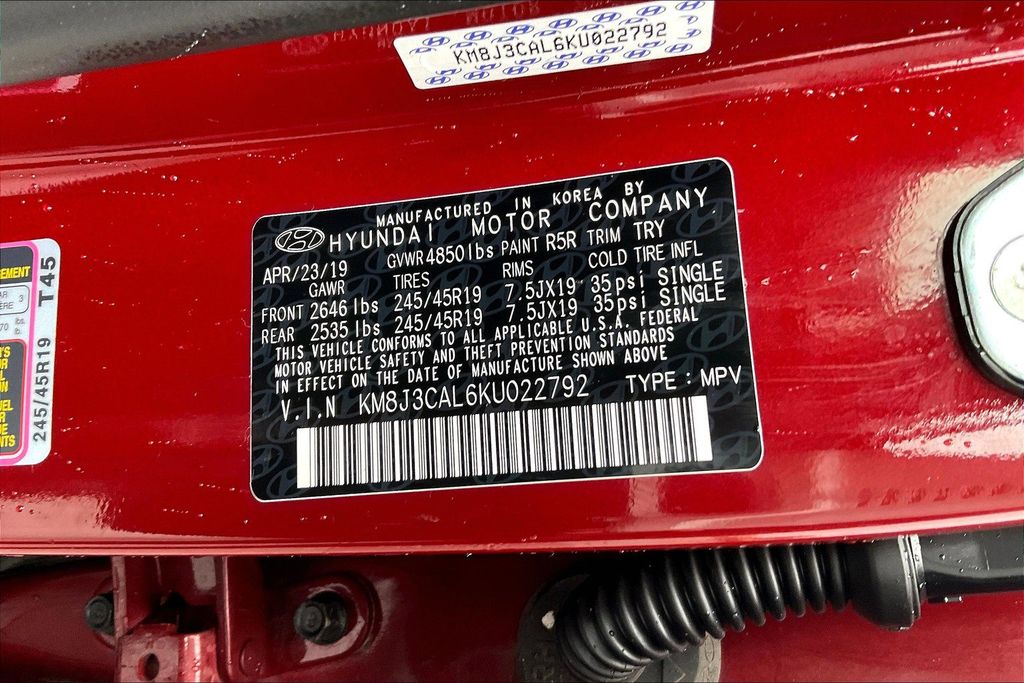 KM8J3CAL6KU022792
MANUFACTURED IN KOREA BY
HYUNDAI MOTOR COMPANY
APR/23/19 GVWR 4850lbs PAINT R5R TRIM TRY
GAWR TIRES RIMS COLD TIRE INFL
FRONT 2646 lbs 245/45R19 7.5JX19 35psi SINGLE
REAR 2535 lbs 245/45R19 7.5JX19 35psi SINGLE
THIS VEHICLE CONFORMS TO ALL APPLICABLE U.S.A. FEDERAL
MOTOR VEHICLE SAFETY AND THEFT PREVENTION STANDARDS
IN EFFECT ON THE DATE OF MANUFACTURE SHOWN ABOVE
V.I.N KM8J3CAL6KU022792 TYPE : MPV
245/45R19 T45